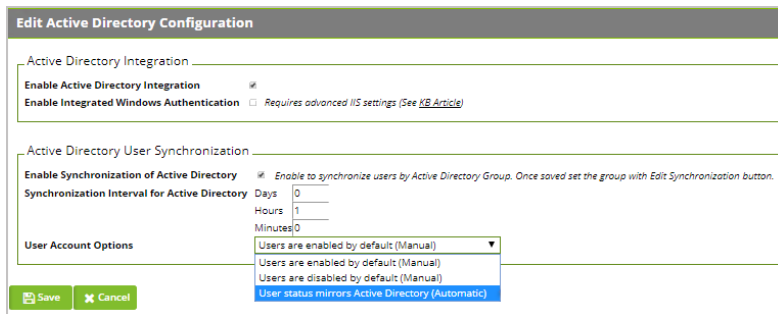 Edit Active Directory Configuration
Active Directory Integration
Enable Active Directory Integration
Enable Integrated Windows Authentication Requires advanced IIS settings (See KB Article)
Active Directory User Synchronization
Enable Synchronization of Active Directory Enable to synchronize users by Active Directory Group. Once saved set the group with Edit Synchronization button.
Synchronization Interval for Active Directory Days 0
Hours 1
Minutes 0
User Account Options Users are enabled by default (Manual)
Users are enabled by default (Manual)
Users are disabled by default (Manual)
User status mirrors Active Directory (Automatic)
Save Cancel